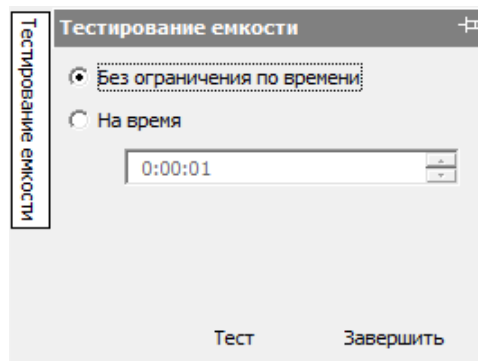 Тестирование емкости
Тестирование емкости
Без ограничения по времени
На время
0:00:01
Тест Завершить